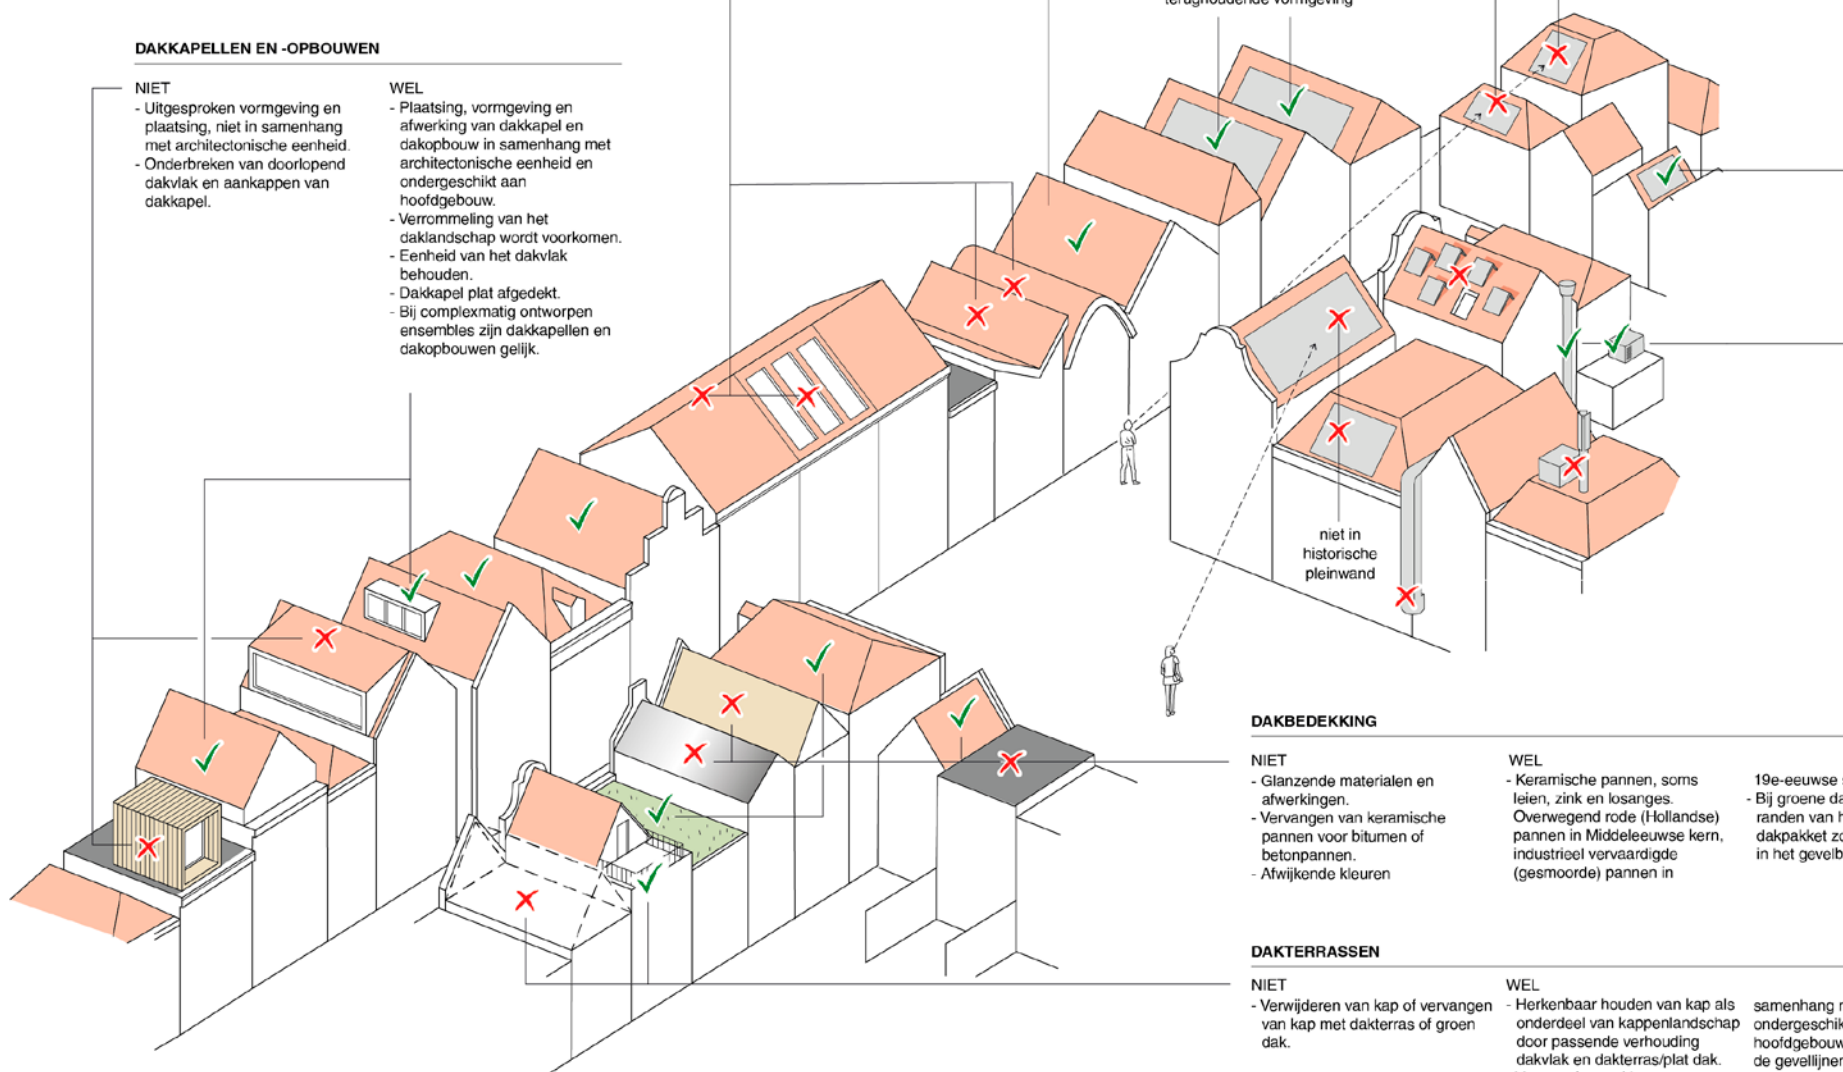 terughoudende vormgeving
DAKKAPELLEN EN -OPBOUWEN
NIET
- Uitgesproken vormgeving en
plaatsing, niet in samenhang
met architectonische eenheid.
- Onderbreken van doorlopend
dakvlak en aankappen van
dakkapel.
WEL
- Plaatsing, vormgeving en
afwerking van dakkapel en
dakopbouw in samenhang met
architectonische eenheid en
ondergeschikt aan
hoofdgebouw.
- Verrommeling van het
daklandschap wordt voorkomen.
- Eenheid van het dakvlak
behouden.
- Dakkapel plat afgedekt.
- Bij complexmatig ontworpen
ensembles zijn dakkapellen en
dakopbouwen gelijk.
niet in
historische
pleinwand
DAKBEDEKKING
NIET
- Glanzende materialen en
afwerkingen.
- Vervangen van keramische
pannen voor bitumen of
betonpannen.
- Afwijkende kleuren
WEL
- Keramische pannen, soms
leien, zink en losanges.
Overwegend rode (Hollandse)
pannen in Middeleeuwse kern,
industrieel vervaardigde
(gesmoorde) pannen in
19e-eeuwse
- Bij groene
randen van
dakpakket
in het
DAKTERRASSEN
NIET
- Verwijderen van kap of vervangen
van kap met dakterras of groen
dak.
WEL
- Herkenbaar houden van kap als
onderdeel van kappenlandschap
door passende verhouding
dakvlak en dakterras/plat dak.
samenhang
ondergeschik
hoofdgebouw
de gevellijnen